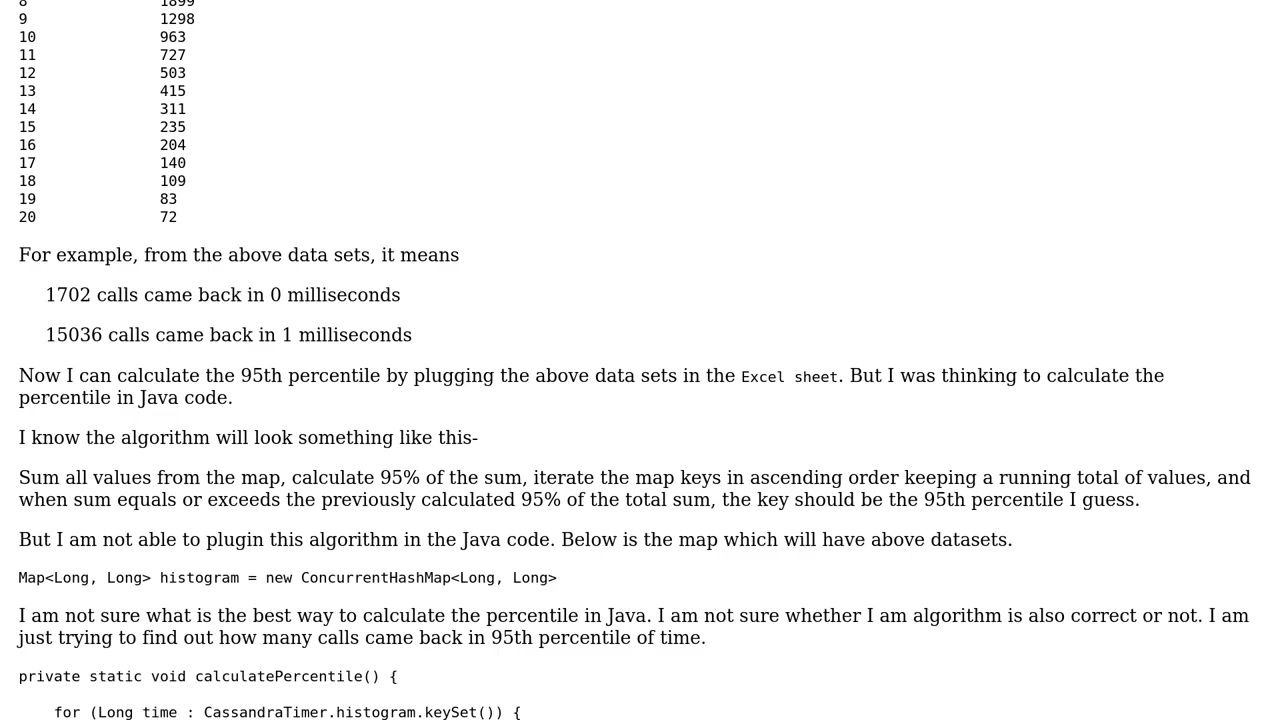 8                1899
9                1298
10              963
11              727
12              503
13              415
14              311
15              235
16              204
17              140
18              109
19              83
20              72
For example, from the above data sets, it means
1702 calls came back in 0 milliseconds
15036 calls came back in 1 milliseconds
Now I can calculate the 95th percentile by plugging the above data sets in the Excel sheet. But I was thinking to calculate the
percentile in Java code.
I know the algorithm will look something like this-
Sum all values from the map, calculate 95% of the sum, iterate the map keys in ascending order keeping a running total of values, and
when sum equals or exceeds the previously calculated 95% of the total sum, the key should be the 95th percentile I guess.
But I am not able to plugin this algorithm in the Java code. Below is the map which will have above datasets.
Map<Long, Long> histogram = new ConcurrentHashMap<Long, Long>
I am not sure what is the best way to calculate the percentile in Java. I am not sure whether I am algorithm is also correct or not. I am
just trying to find out how many calls came back in 95th percentile of time.
private static void calculatePercentile() {
    for (Long time : CassandraTimer.histogram.keySet()) {